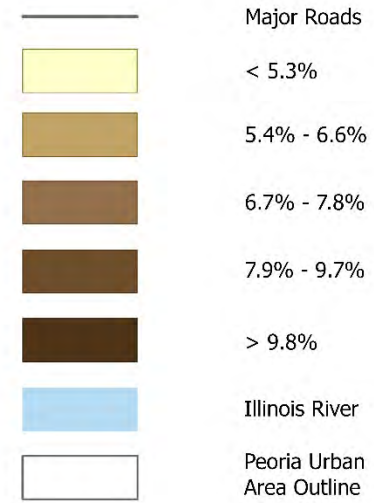 Major Roads
< 5.3%
5.4% - 6.6%
6.7% - 7.8%
7.9% - 9.7%
> 9.8%
Illinois River
Peoria Urban
Area Outline